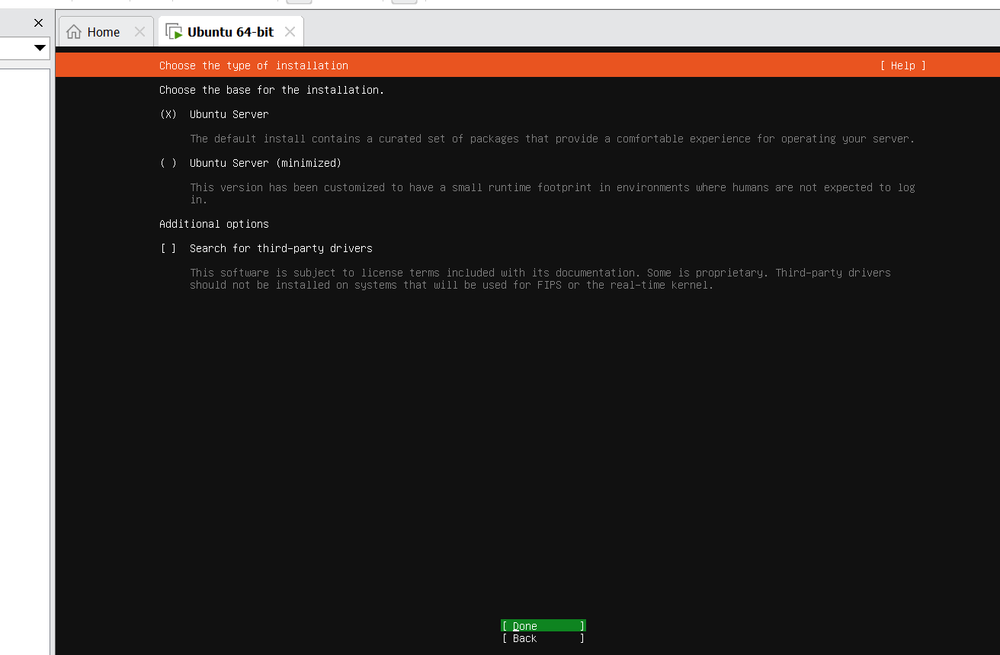 Home
Ubuntu 64-bit
Choose the type of installation [ Help ]
Choose the base for the installation.
(X) Ubuntu Server
The default install contains a curated set of packages that provide a comfortable experience for operating your server.
( ) Ubuntu Server (minimized)
This version has been customized to have a small runtime footprint in environments where humans are not expected to log
in.
Additional options
[ ] Search for third-party drivers
This software is subject to license terms included with its documentation. Some is proprietary. Third-party drivers
should not be installed on systems that will be used for FIPS or the real-time kernel.
[ Done ]
[ Back ]